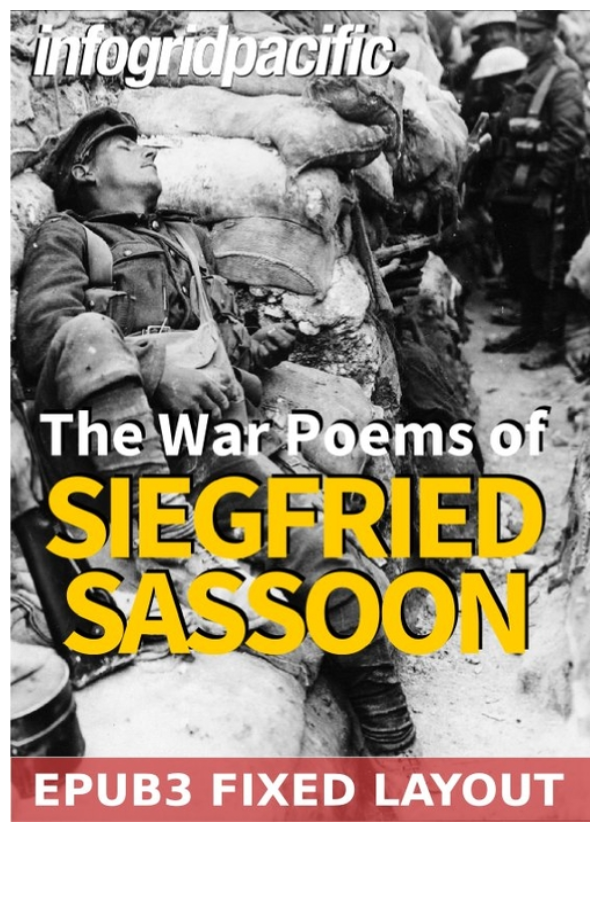 infogridpacific
The War Poems of
SIEGFRIED
SASSOON
EPUB3 FIXED LAYOUT